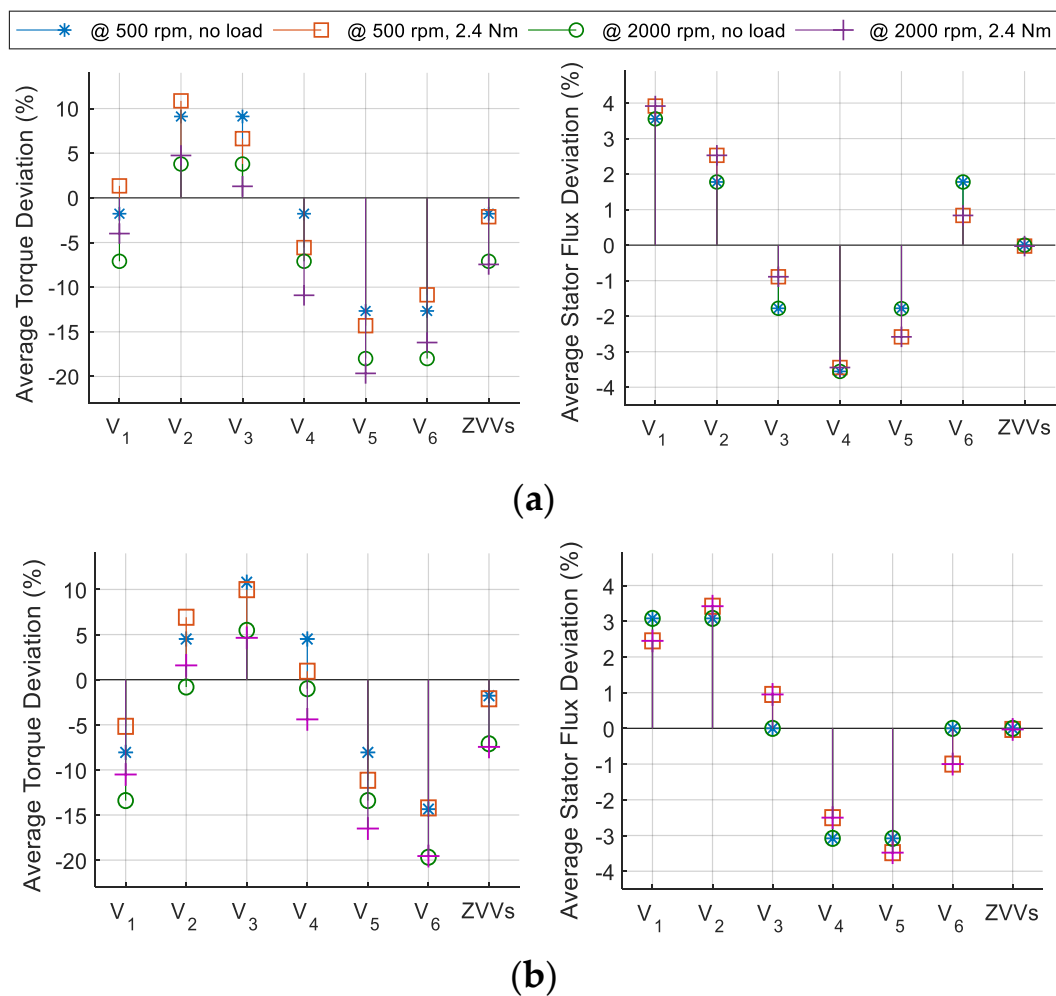 @ 500 rpm, no load @ 500 rpm, 2.4 Nm @ 2000 rpm, no load @ 2000 rpm, 2.4 Nm
Average Torque Deviation (%)
10
5
0
-5
-10
-15
-20
V1 V2 V3 V4 V5 V6 ZVVs
Average Stator Flux Deviation (%)
4
3
2
1
0
-1
-2
-3
-4
V1 V2 V3 V4 V5 V6 ZVVs
(a)
Average Torque Deviation (%)
10
5
0
-5
-10
-15
-20
V1 V2 V3 V4 V5 V6 ZVVs
Average Stator Flux Deviation (%)
4
3
2
1
0
-1
-2
-3
-4
V1 V2 V3 V4 V5 V6 ZVVs
(b)